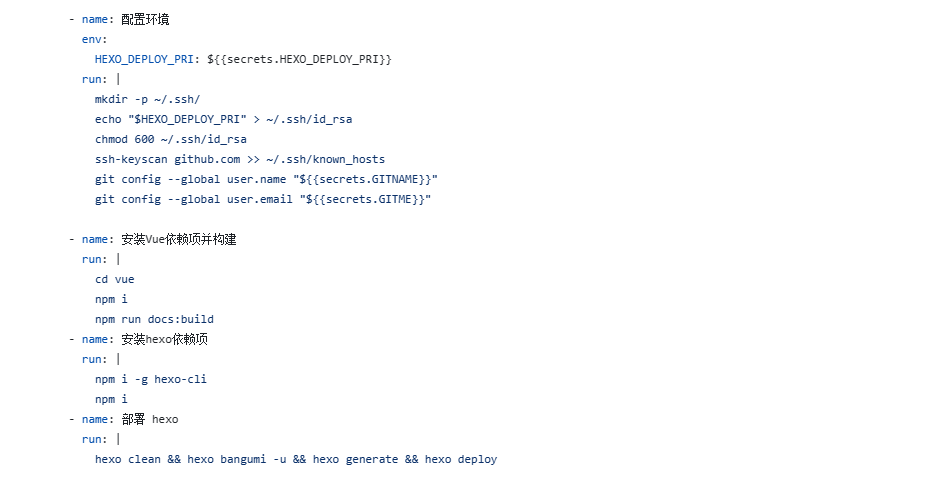 - name: 配置环境
env:
HEXO_DEPLOY_PRI: ${{secrets.HEXO_DEPLOY_PRI}}
run: |
mkdir -p ~/.ssh/
echo "$HEXO_DEPLOY_PRI" > ~/.ssh/id_rsa
chmod 600 ~/.ssh/id_rsa
ssh-keyscan github.com >> ~/.ssh/known_hosts
git config --global user.name "${{secrets.GITNAME}}"
git config --global user.email "${{secrets.GITME}}"
- name: 安装Vue依赖项并构建
run: |
cd vue
npm i
npm run docs:build
- name: 安装hexo依赖项
run: |
npm i -g hexo-cli
npm i
- name: 部署 hexo
run: |
hexo clean && hexo bangumi -u && hexo generate && hexo deploy